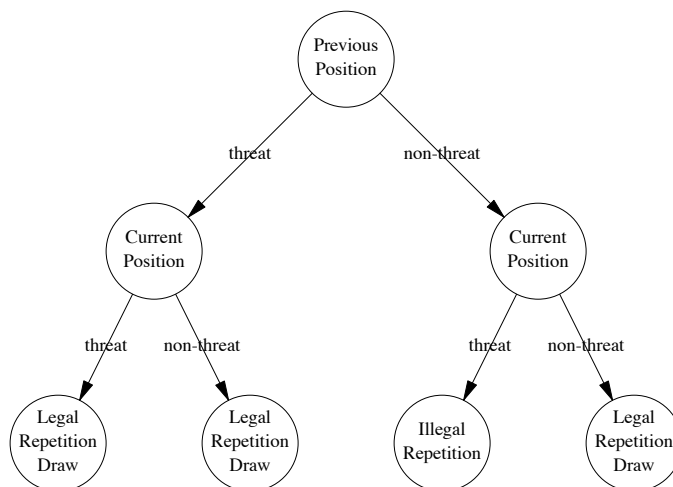 Previous
Position
threat
non-threat
Current
Position
Current
Position
threat
non-threat
threat
non-threat
Legal
Repetition
Draw
Legal
Repetition
Draw
Illegal
Repetition
Legal
Repetition
Draw